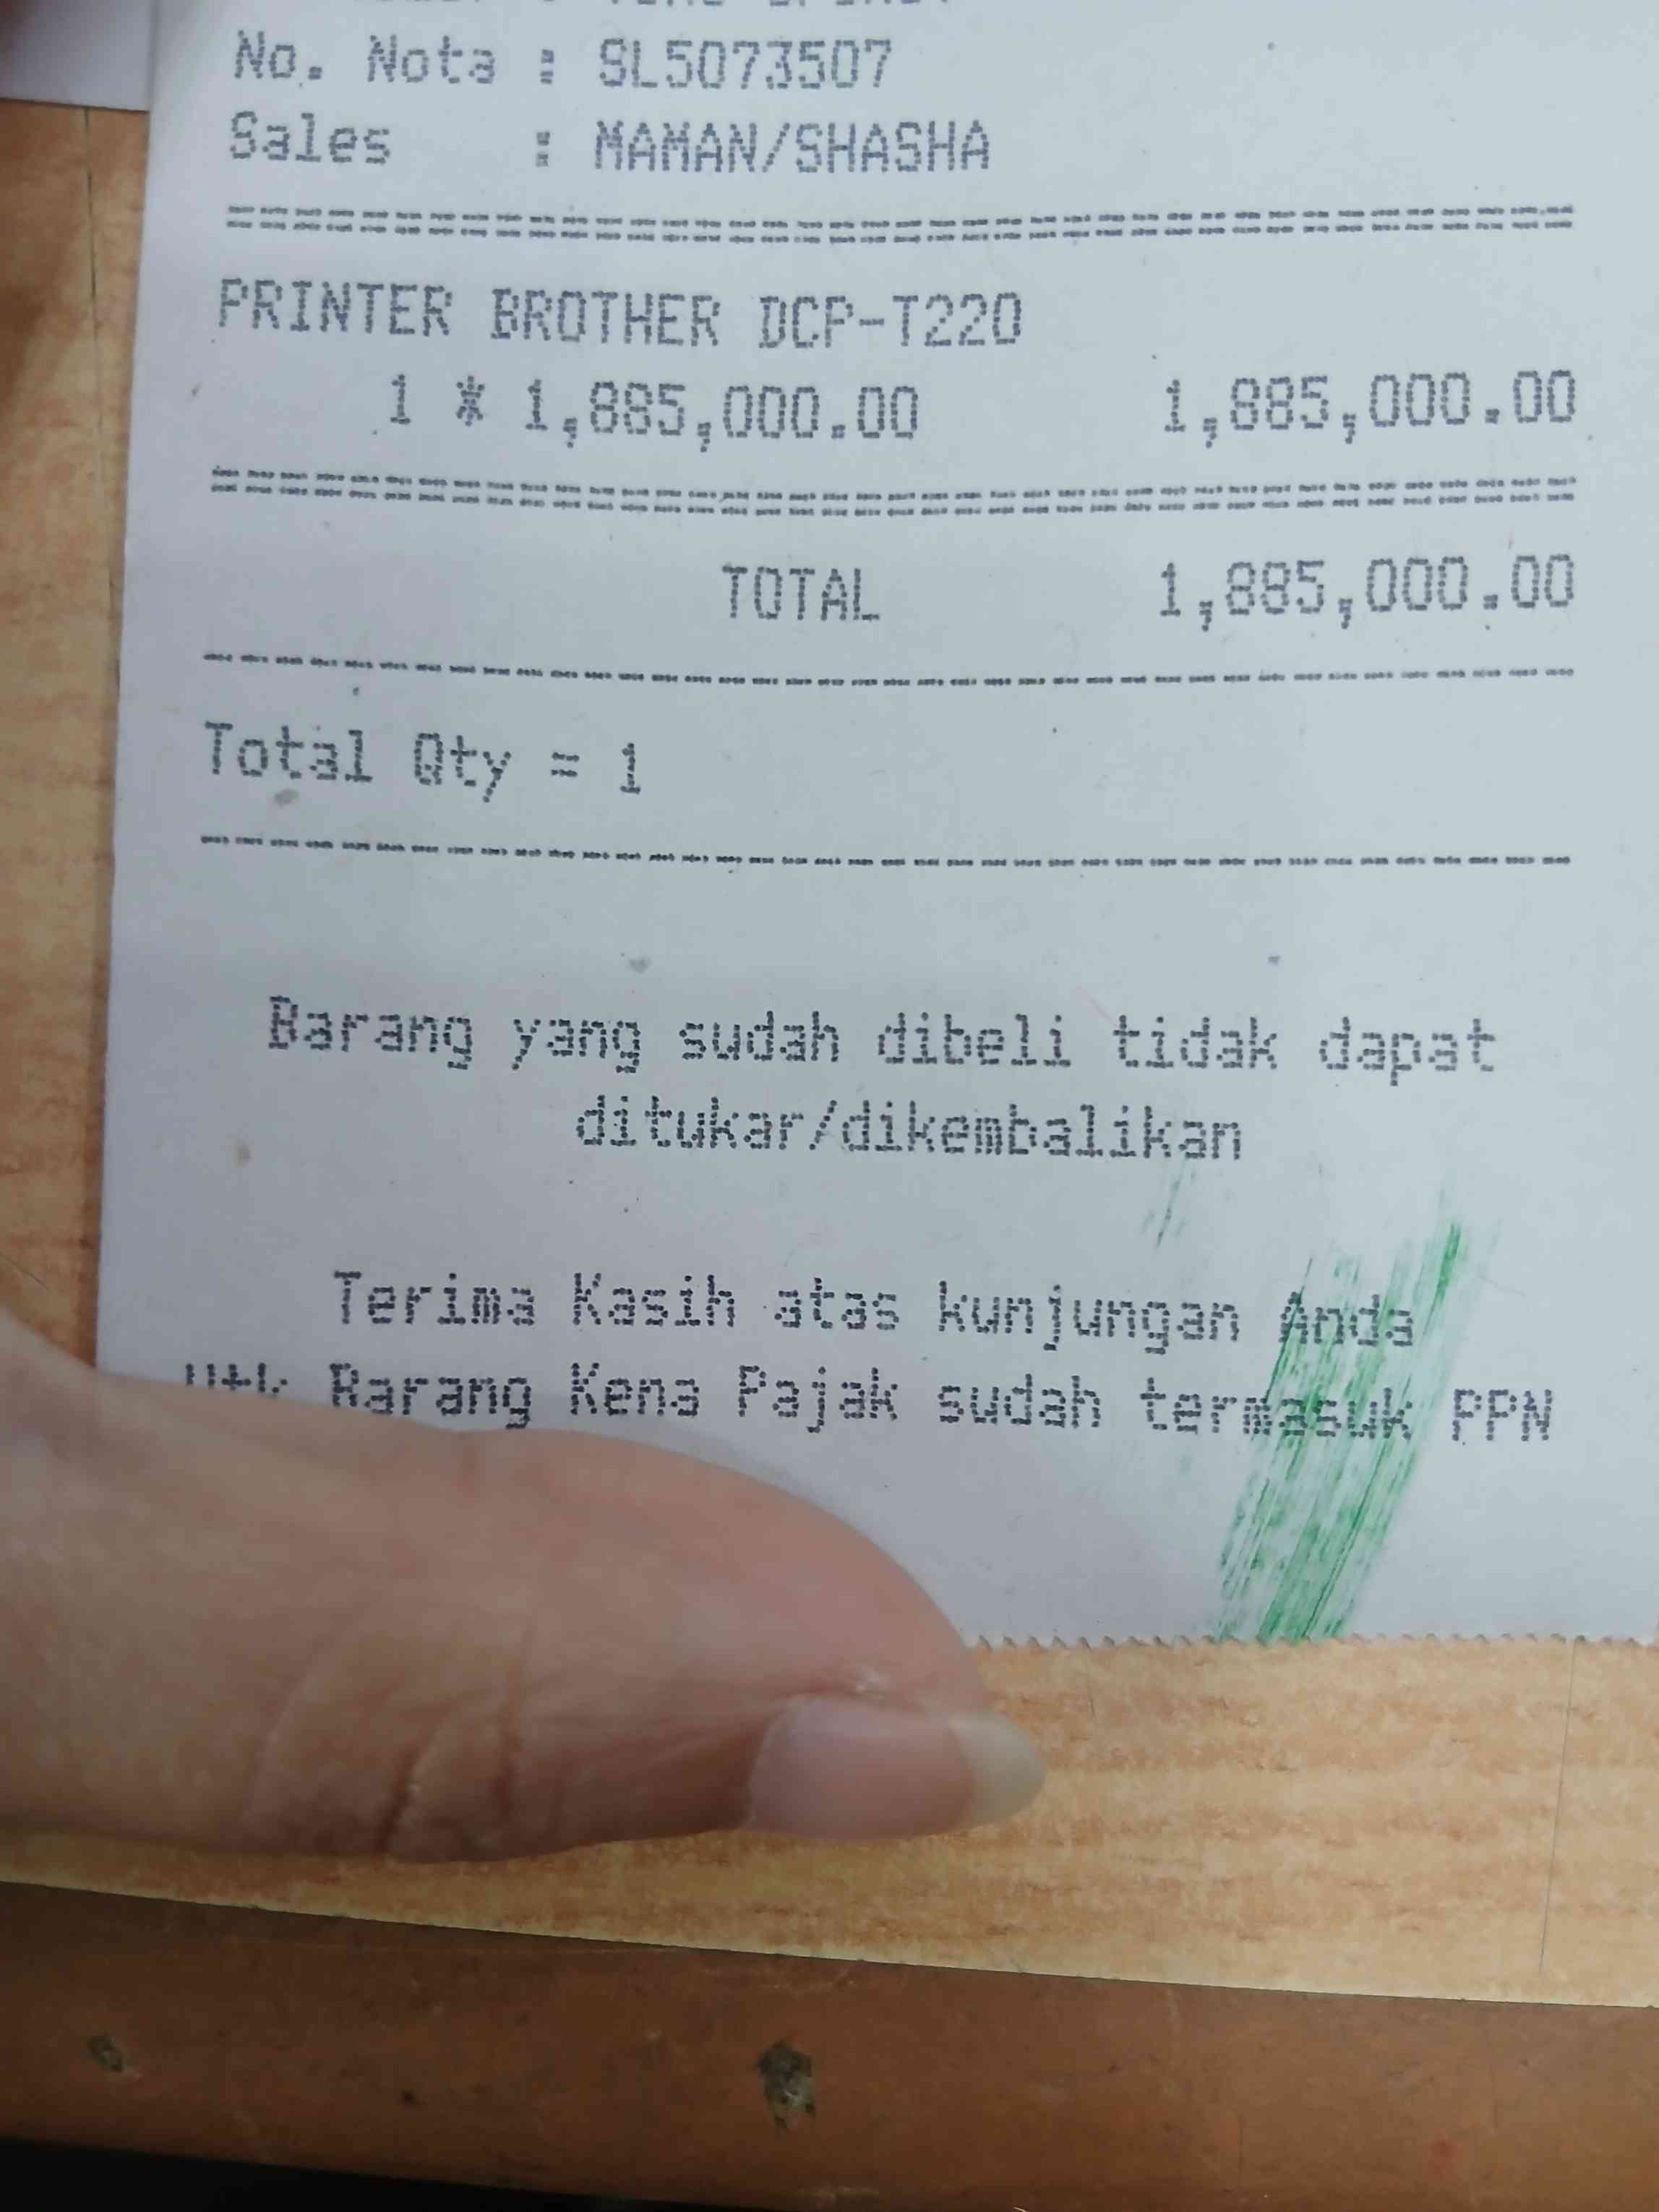 No. Nota : SL5073507
Sales : MAMAN/SHASHA
PRINTER BROTHER DCP-T220
1 * 1,885,000.00 1,885,000.00
TOTAL 1,885,000.00
Total Qty = 1
Barang yang sudah dibeli tidak dapat
ditukar/dikembalikan
Terima Kasih atas Kunjungan Anda
utk Barang Kena Pajak sudah termasuk PPN